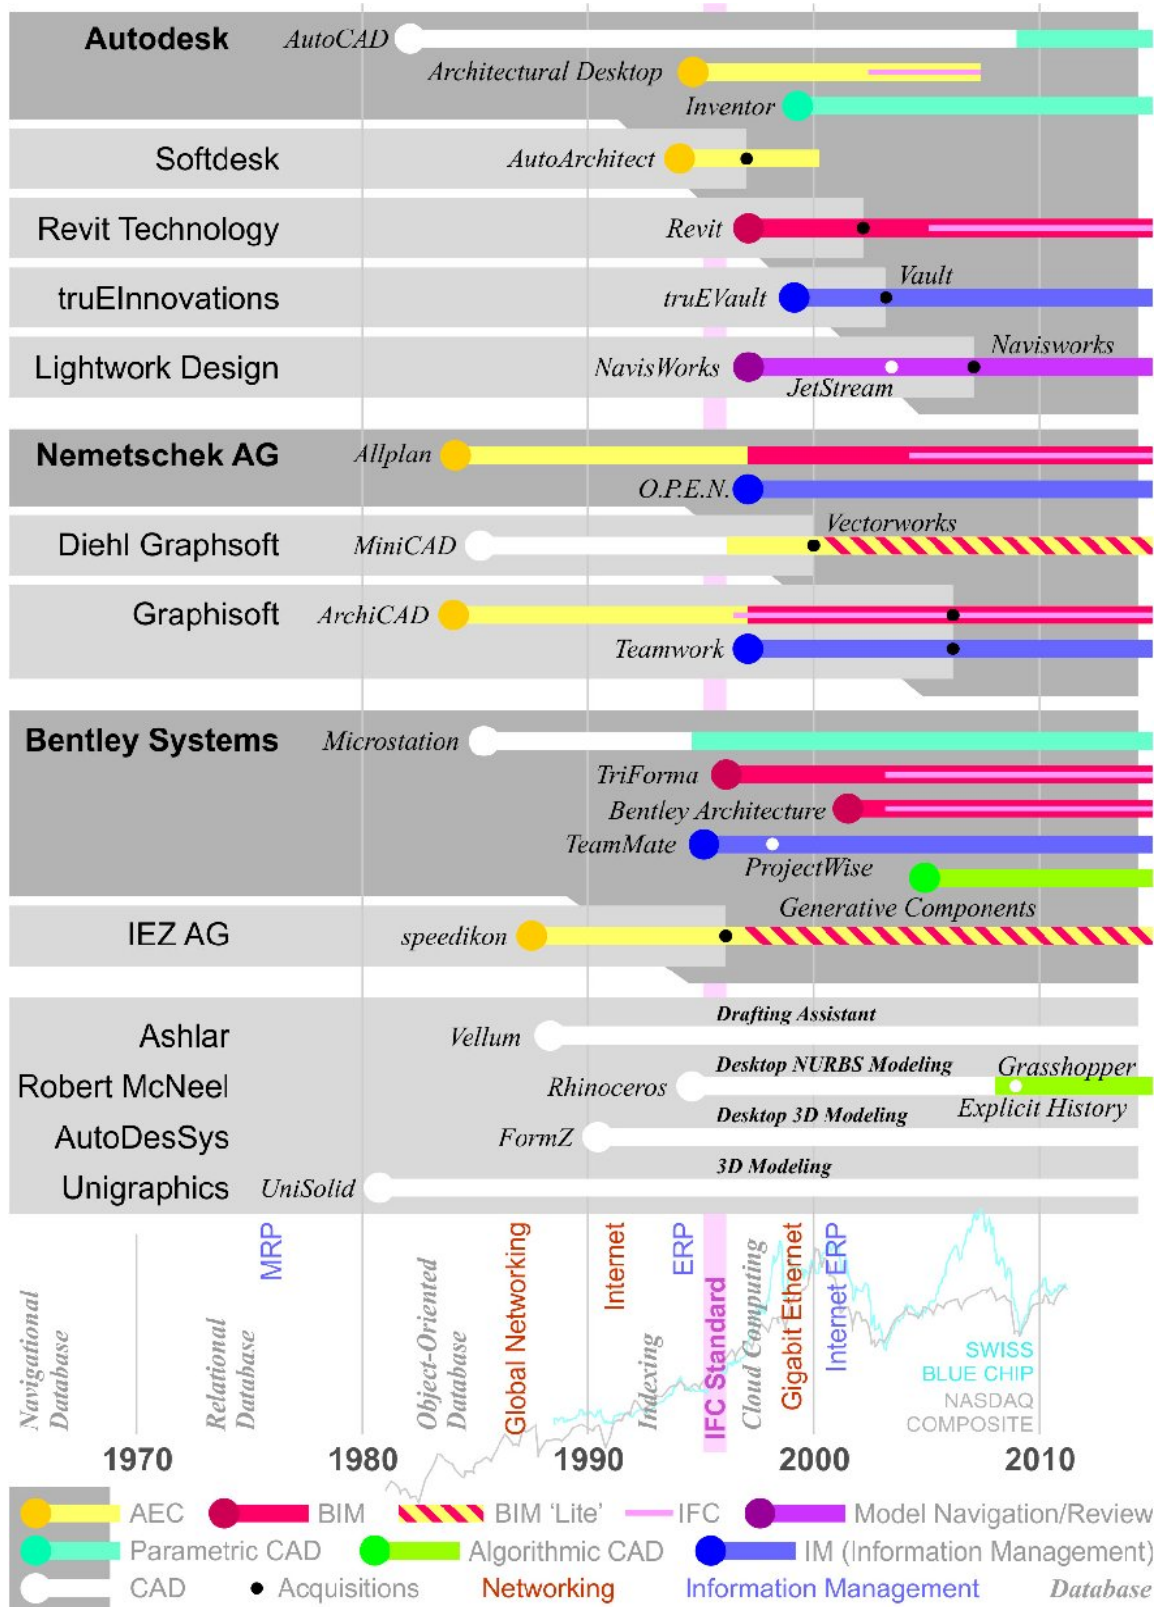 Autodesk
AutoCAD
Architectural Desktop
Inventor
Softdesk
AutoArchitect
Revit Technology
Revit
truEInnovations
truEVault
Vault
Lightwork Design
NavisWorks
Navisworks
JetStream
Nemetschek AG
Allplan
O.P.E.N.
Diehl Graphsoft
MiniCAD
Vectorworks
Graphisoft
ArchiCAD
Teamwork
Bentley Systems
Microstation
TriForma
Bentley Architecture
TeamMate
ProjectWise
Generative Components
IEZ AG
speedikon
Ashlar
Vellum
Drafting Assistant
Robert McNeel
Rhinoceros
Desktop NURBS Modeling
Grasshopper
Explicit History
AutoDesSys
FormZ
Desktop 3D Modeling
Unigraphics
UniSolid
3D Modeling
Navigational
Database
Relational
Database
MRP
Object-Oriented
Database
Global Networking
Internet
Indexing
ERP
IFC Standard
Cloud Computing
Gigabit Ethernet
Internet ERP
SWISS
BLUE CHIP
NASDAQ
COMPOSITE
1970 1980 1990 2000 2010
AEC BIM BIM 'Lite' IFC Model Navigation/Review
Parametric CAD Algorithmic CAD IM (Information Management)
CAD Acquisitions Networking Information Management Database